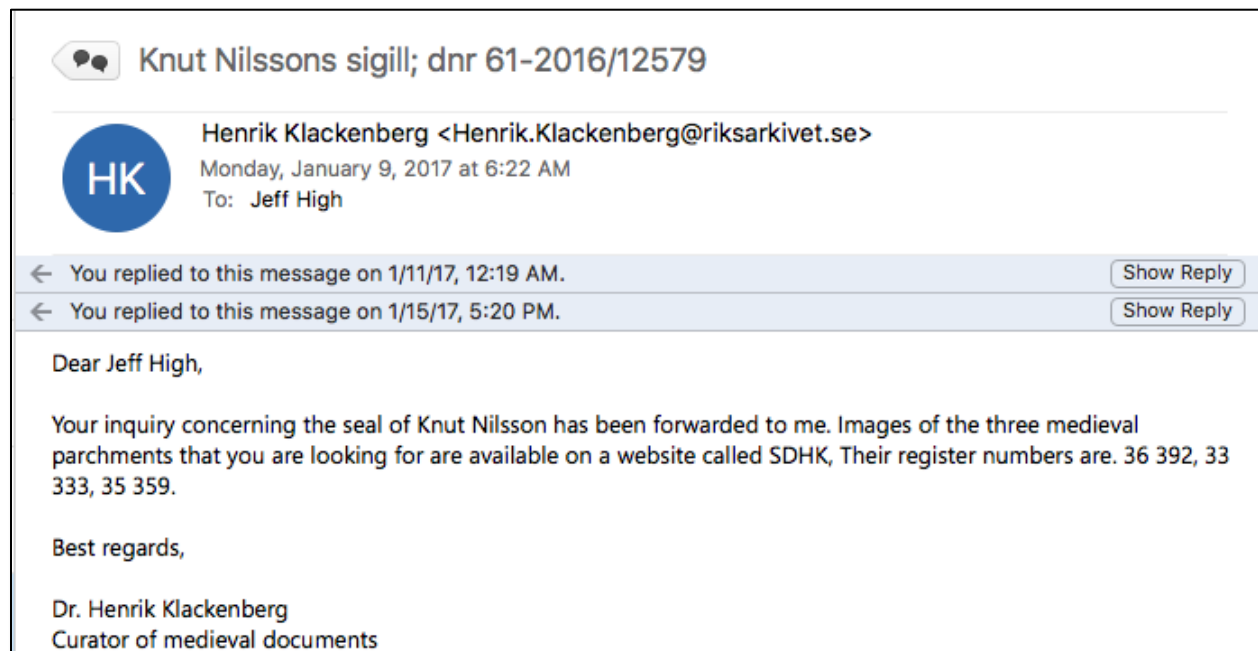 Knut Nilssons sigill; dnr 61-2016/12579
Henrik Klackenberg <Henrik.Klackenberg@riksarkivet.se>
Monday, January 9, 2017 at 6:22 AM
HK
To: Jeff High
You replied to this message on 1/11/17, 12:19 AM. Show Reply
You replied to this message on 1/15/17, 5:20 PM. Show Reply
Dear Jeff High,
Your inquiry concerning the seal of Knut Nilsson has been forwarded to me. Images of the three medieval
parchments that you are looking for are available on a website called SDHK, Their register numbers are. 36 392, 33
333, 35 359.
Best regards,
Dr. Henrik Klackenberg
Curator of medieval documents